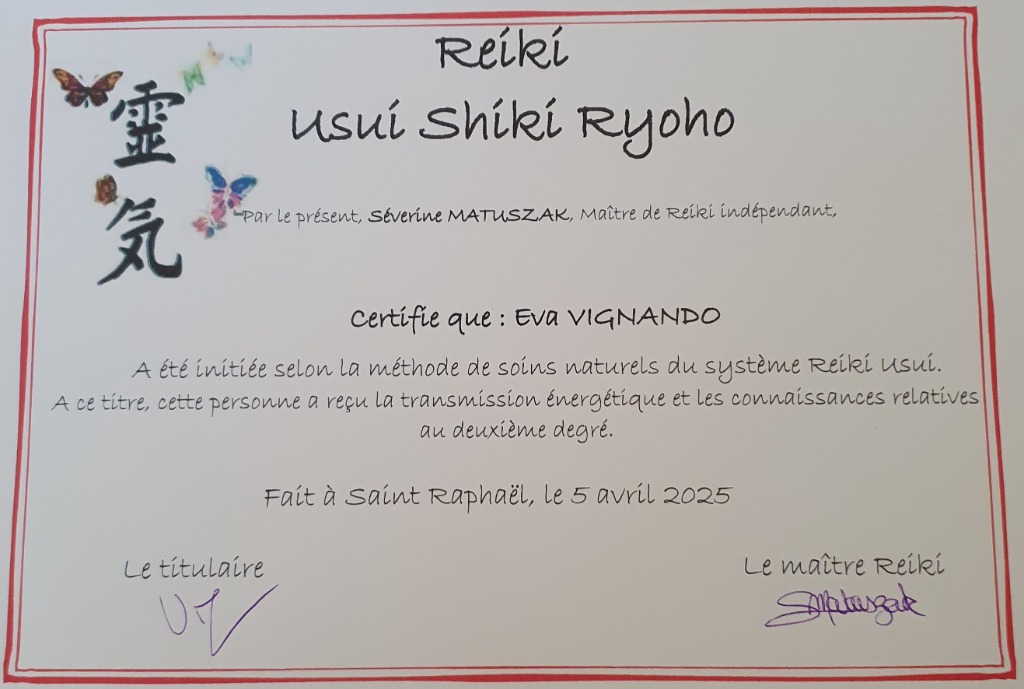 Reiki
Usui Shiki Ryoho
靈
気
Par le présent, Séverine MATUSZAK, Maître de Reiki indépendant,
Certifie que : Eva VIGNANDO
A été initiée selon la méthode de soins naturels du système Reiki Usui.
A ce titre, cette personne a reçu la transmission énergétique et les connaissances relatives
au deuxième degré.
Fait à Saint Raphaël, le 5 avril 2025
Le titulaire
Le maître Reiki
SMatuszak